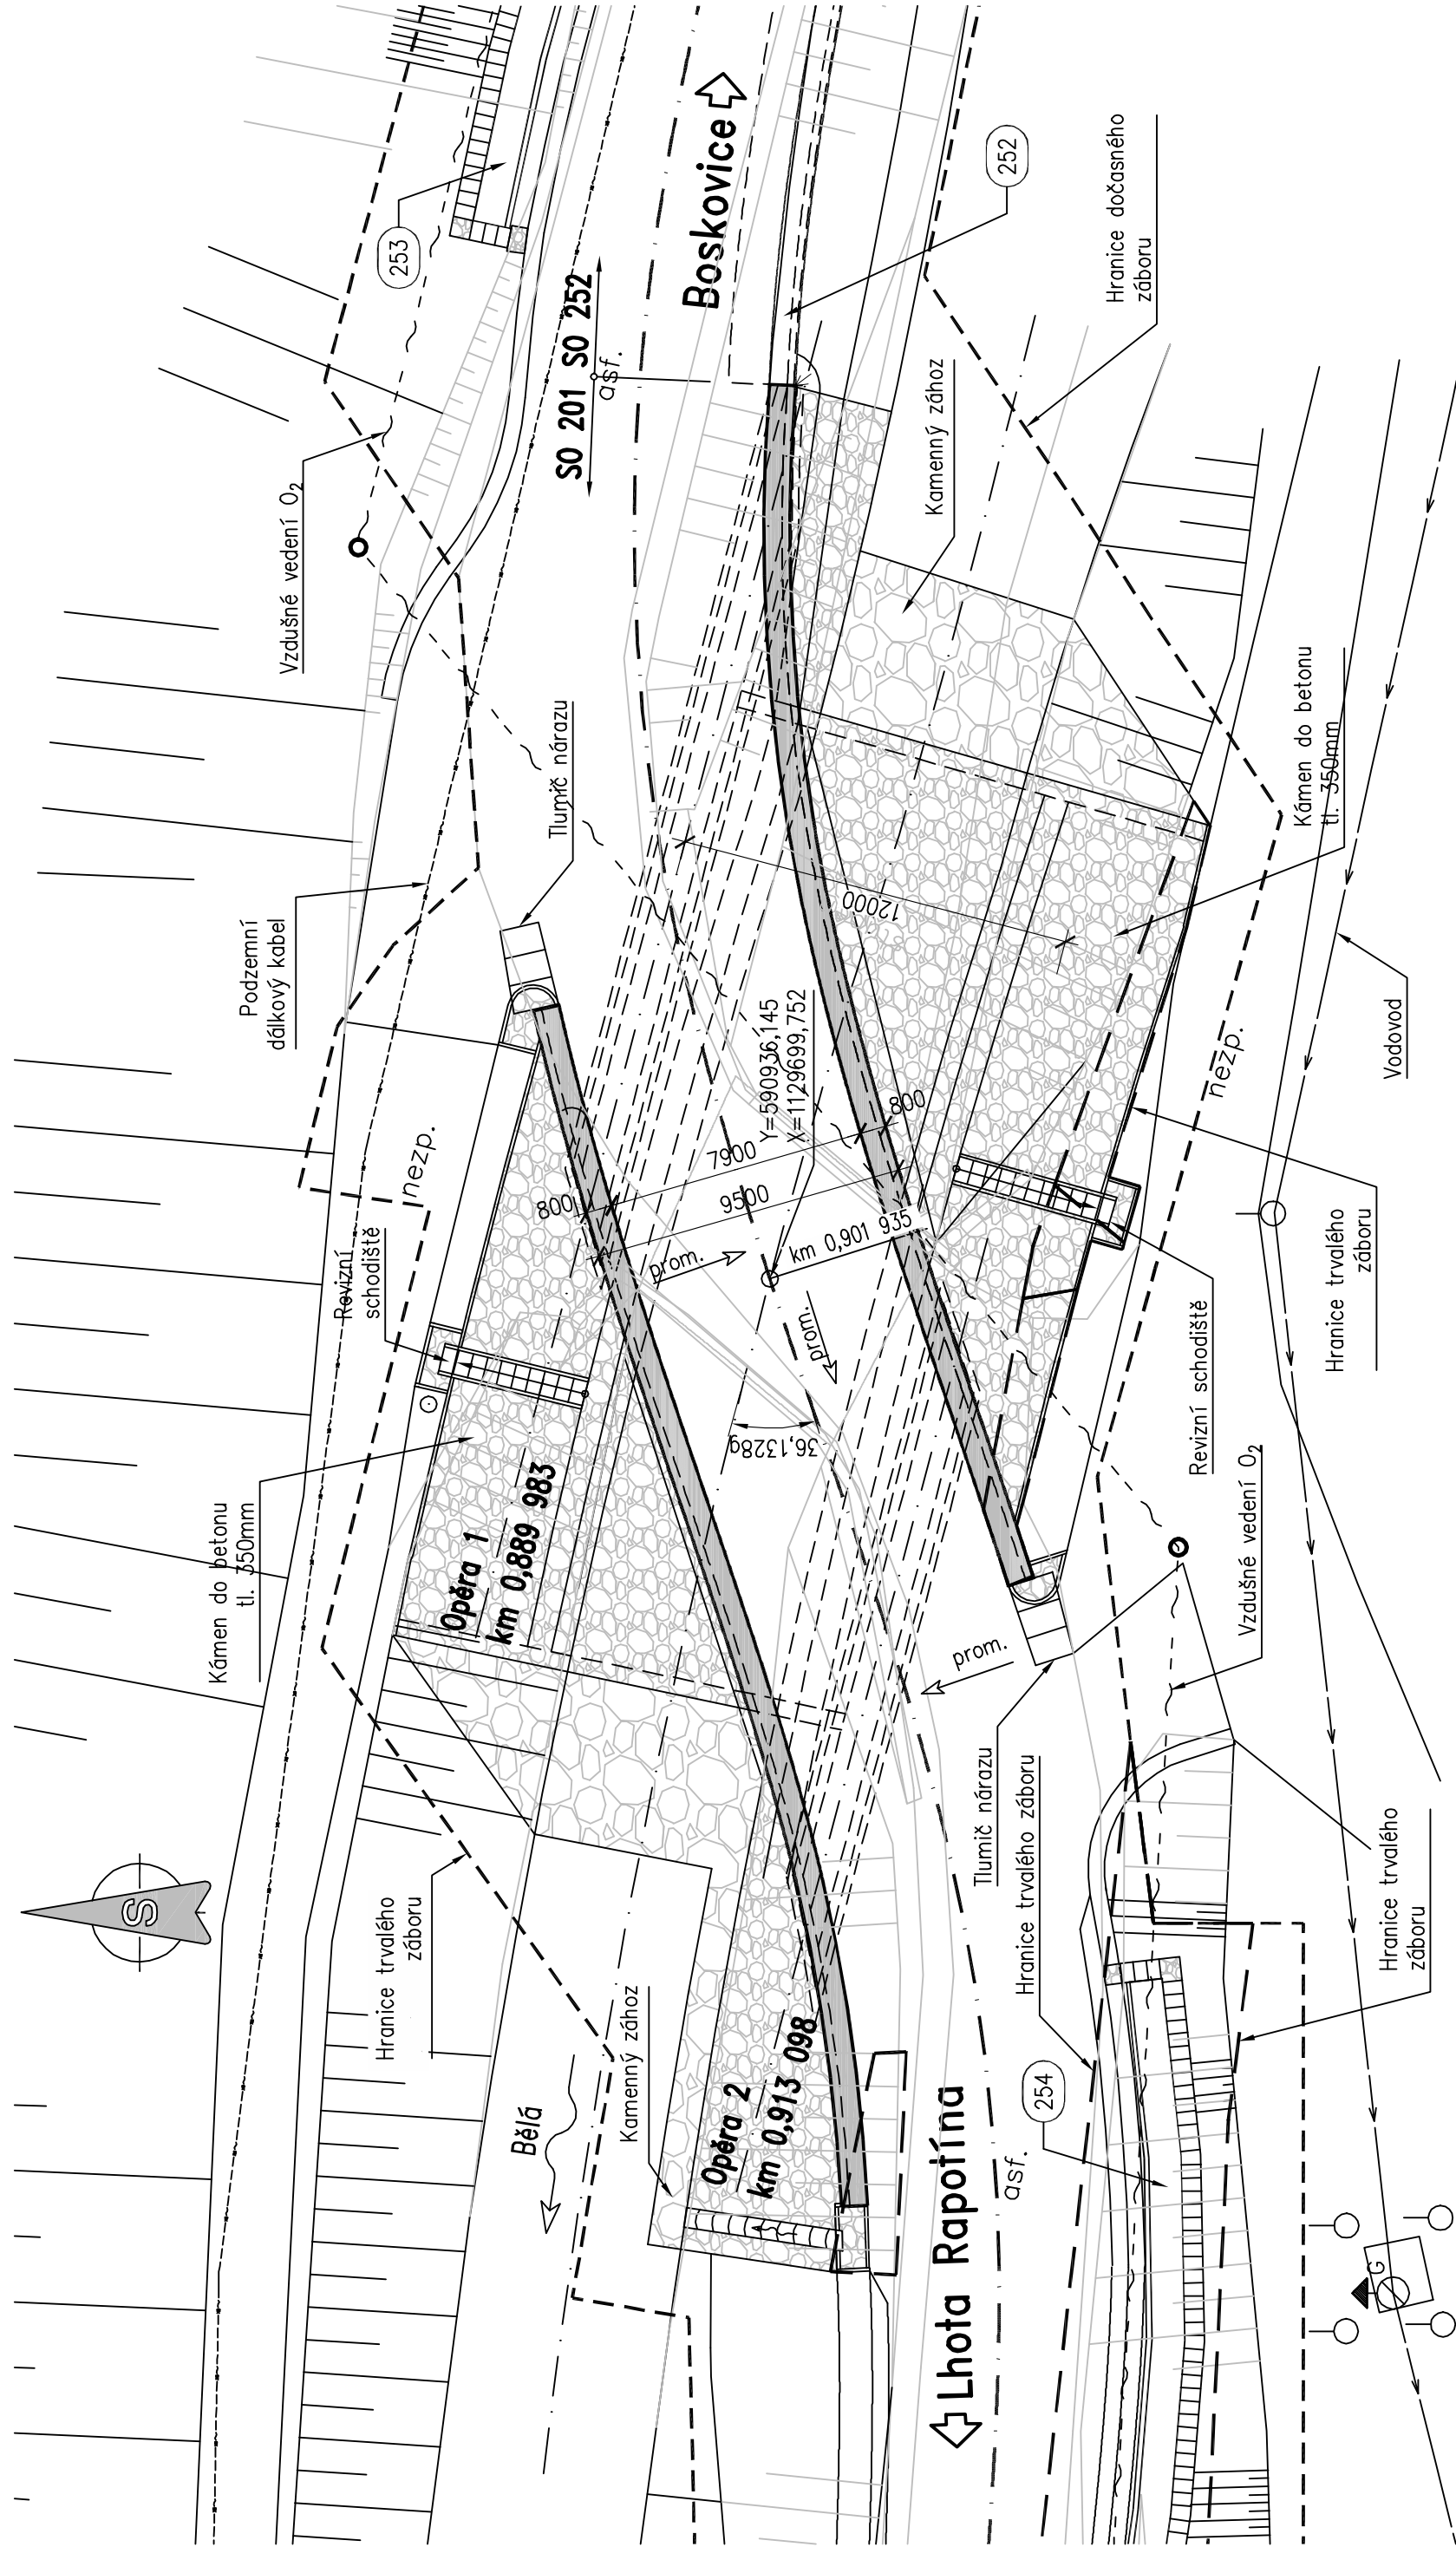 253
252
Boskovice
SO 201 SO 252
asf.
Hranice dočasného
záboru
Kamenný zához
Vzdušné vedení O2
Tlumič nárazu
Kámen do betonu
tl. 350mm
Podzemní
dálkový kabel
12000
Y=590936,145
X=1129699,752
Vodovod
nezp.
nezp.
800
7900
9500
800
km 0,901 935
prom.
prom.
Revizní
schodiště
36,1328g
Hranice trvalého
záboru
Revizní schodiště
Kámen do betonu
tl. 350mm
Opěra 1
km 0,889 983
Vzdušné vedení O2
prom.
Tlumič nárazu
Hranice trvalého záboru
Hranice trvalého
záboru
S
Hranice trvalého
záboru
Kamenný zához
Bělá
Opěra 2
km 0,913 098
254
asf.
Lhota Rapotína
G